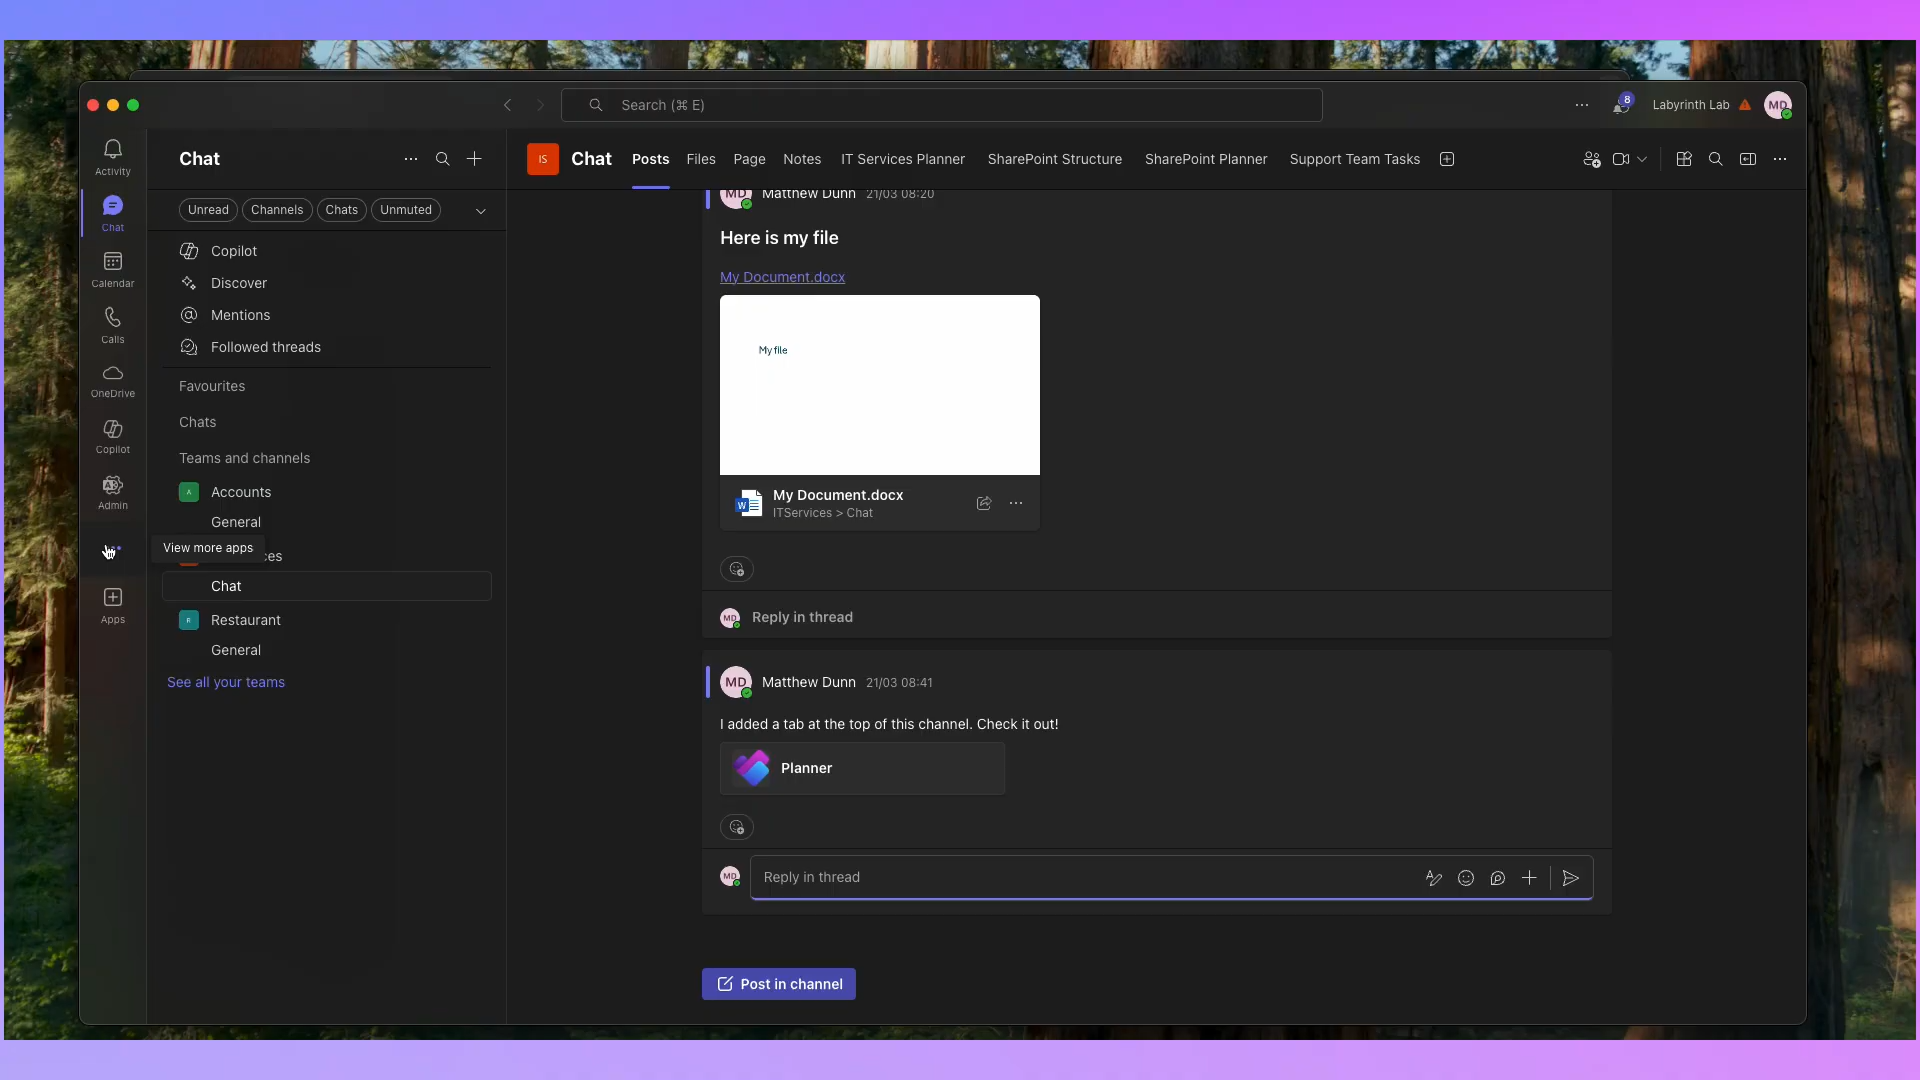 Search (⌘ E)
8
Labyrinth Lab
MD
Activity
Chat
Calendar
Calls
OneDrive
Copilot
Admin
View more apps
Apps
Chat
Unread
Channels
Chats
Unmuted
Copilot
Discover
Mentions
Followed threads
Favourites
Chats
Teams and channels
A
Accounts
General
ces
Chat
R
Restaurant
General
See all your teams
IS
Chat
Posts
Files
Page
Notes
IT Services Planner
SharePoint Structure
SharePoint Planner
Support Team Tasks
MD
Matthew Dunn 21/03 08:20
Here is my file
My Document.docx
My file
W
My Document.docx
ITServices > Chat
MD
Reply in thread
MD
Matthew Dunn 21/03 08:41
I added a tab at the top of this channel. Check it out!
Planner
MD
Reply in thread
Post in channel